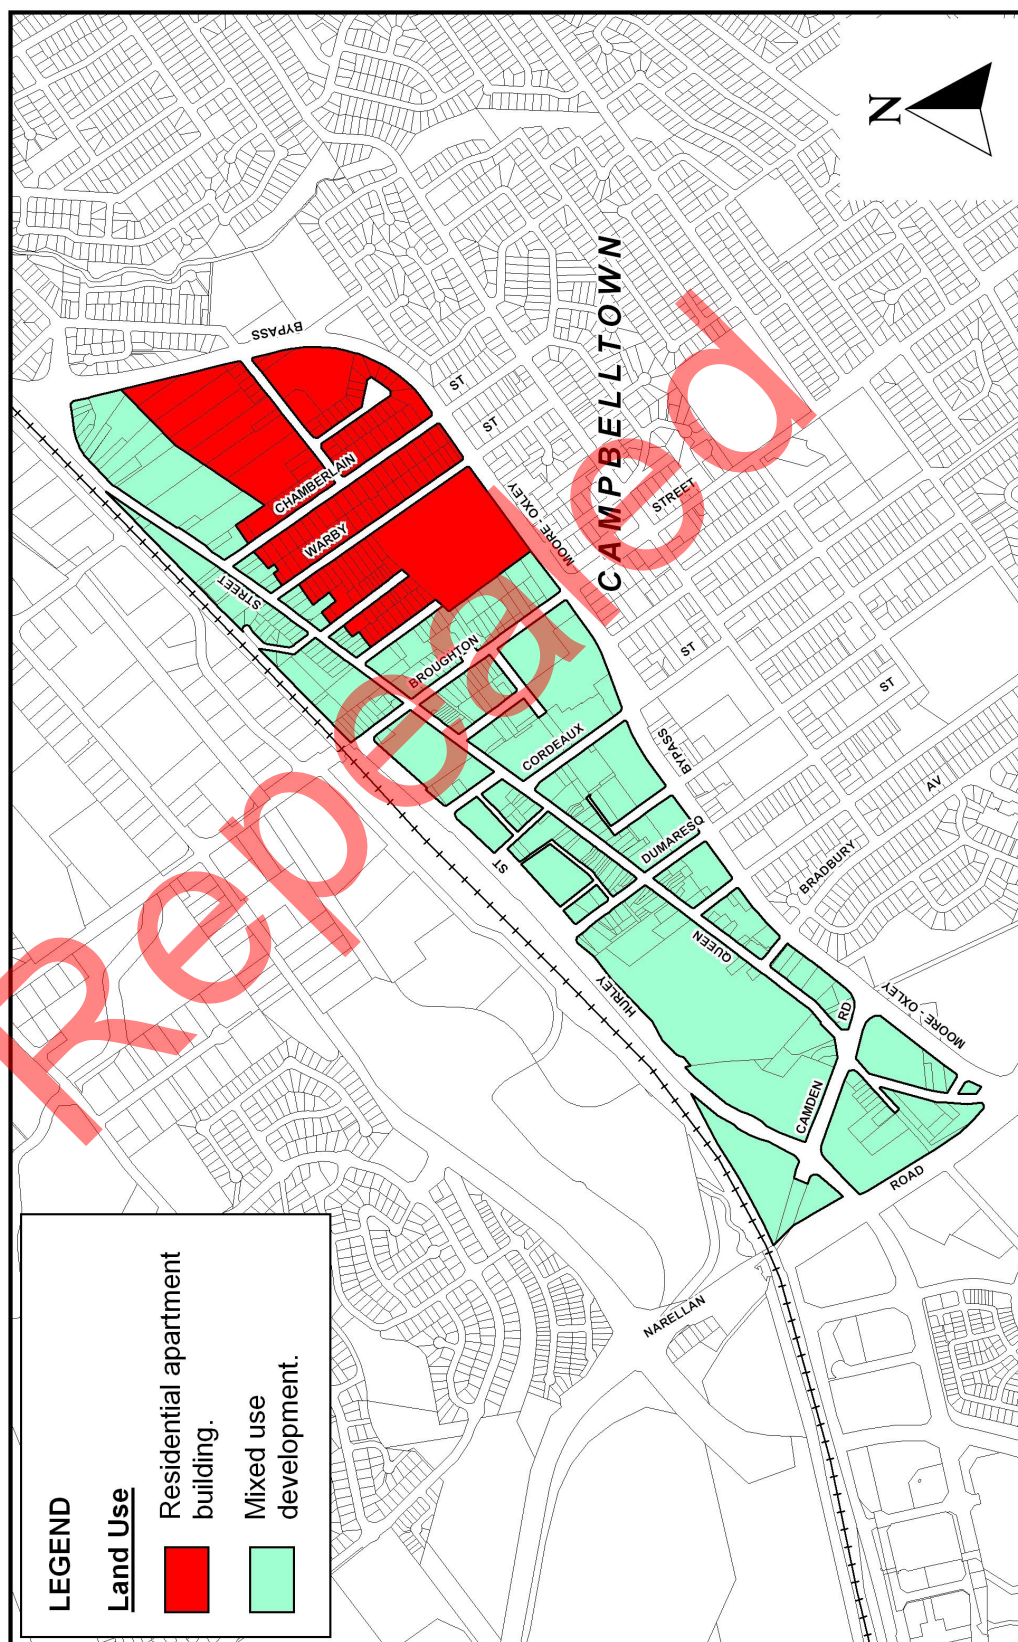 LEGEND
Land Use
Residential apartment
building.
Mixed use
development.
N
CAMPBELLTOWN
BYPASS
ST
ST
CHAMBERLAIN
WARBY
STREET
MOORE - OXLEY
STREET
BROUGHTON
ST
ST
CORDEAUX
BYPASS
DUMARESQ
AV
BRADBURY
ST
QUEEN
HURLEY
RD
MOORE - OXLEY
CAMDEN
ROAD
NARELLAN
Repealed